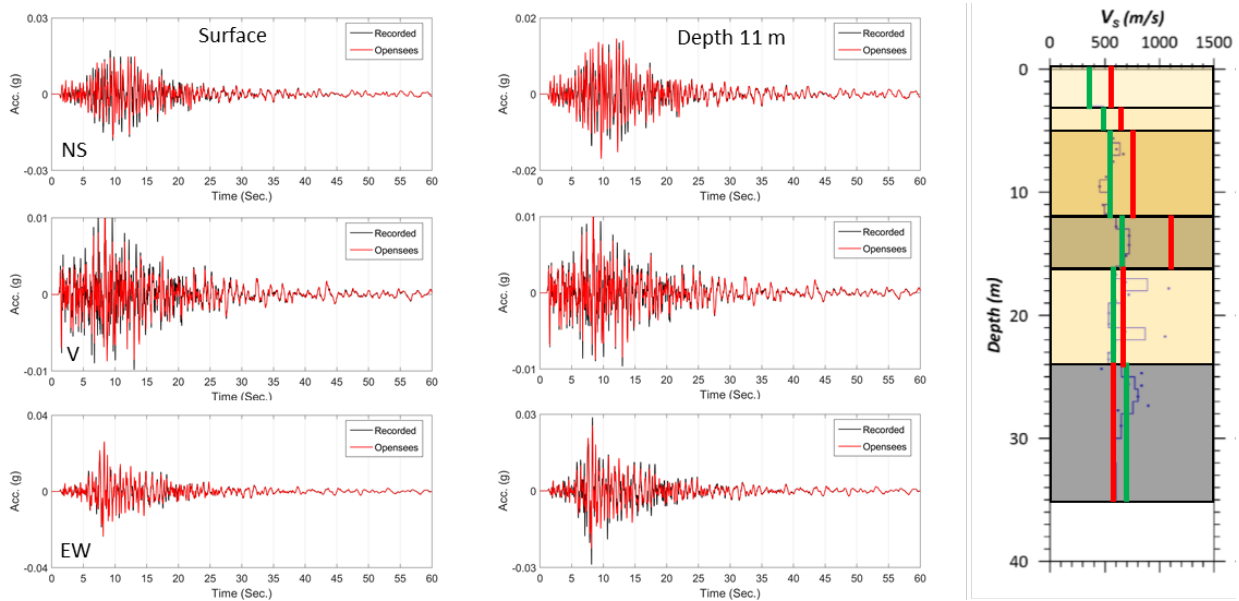 Surface
0.03
0
-0.03
Acc. (g)
Recorded
Opensees
NS
0 5 10 15 20 25 30 35 40 45 50 55 60
Time (Sec.)
Depth 11 m
0.02
0
-0.02
Acc. (g)
Recorded
Opensees
0 5 10 15 20 25 30 35 40 45 50 55 60
Time (Sec.)
0.01
0
-0.01
Acc. (g)
Recorded
Opensees
V
0 5 10 15 20 25 30 35 40 45 50 55 60
Time (Sec.)
0.01
0
-0.01
Acc. (g)
Recorded
Opensees
0 5 10 15 20 25 30 35 40 45 50 55 60
Time (Sec.)
0.04
0
-0.04
Acc. (g)
Recorded
Opensees
EW
0 5 10 15 20 25 30 35 40 45 50 55 60
Time (Sec.)
0.03
0
-0.03
Acc. (g)
Recorded
Opensees
0 5 10 15 20 25 30 35 40 45 50 55 60
Time (Sec.)
VS (m/s)
0 500 1000 1500
0
10
20
30
40
Depth (m)